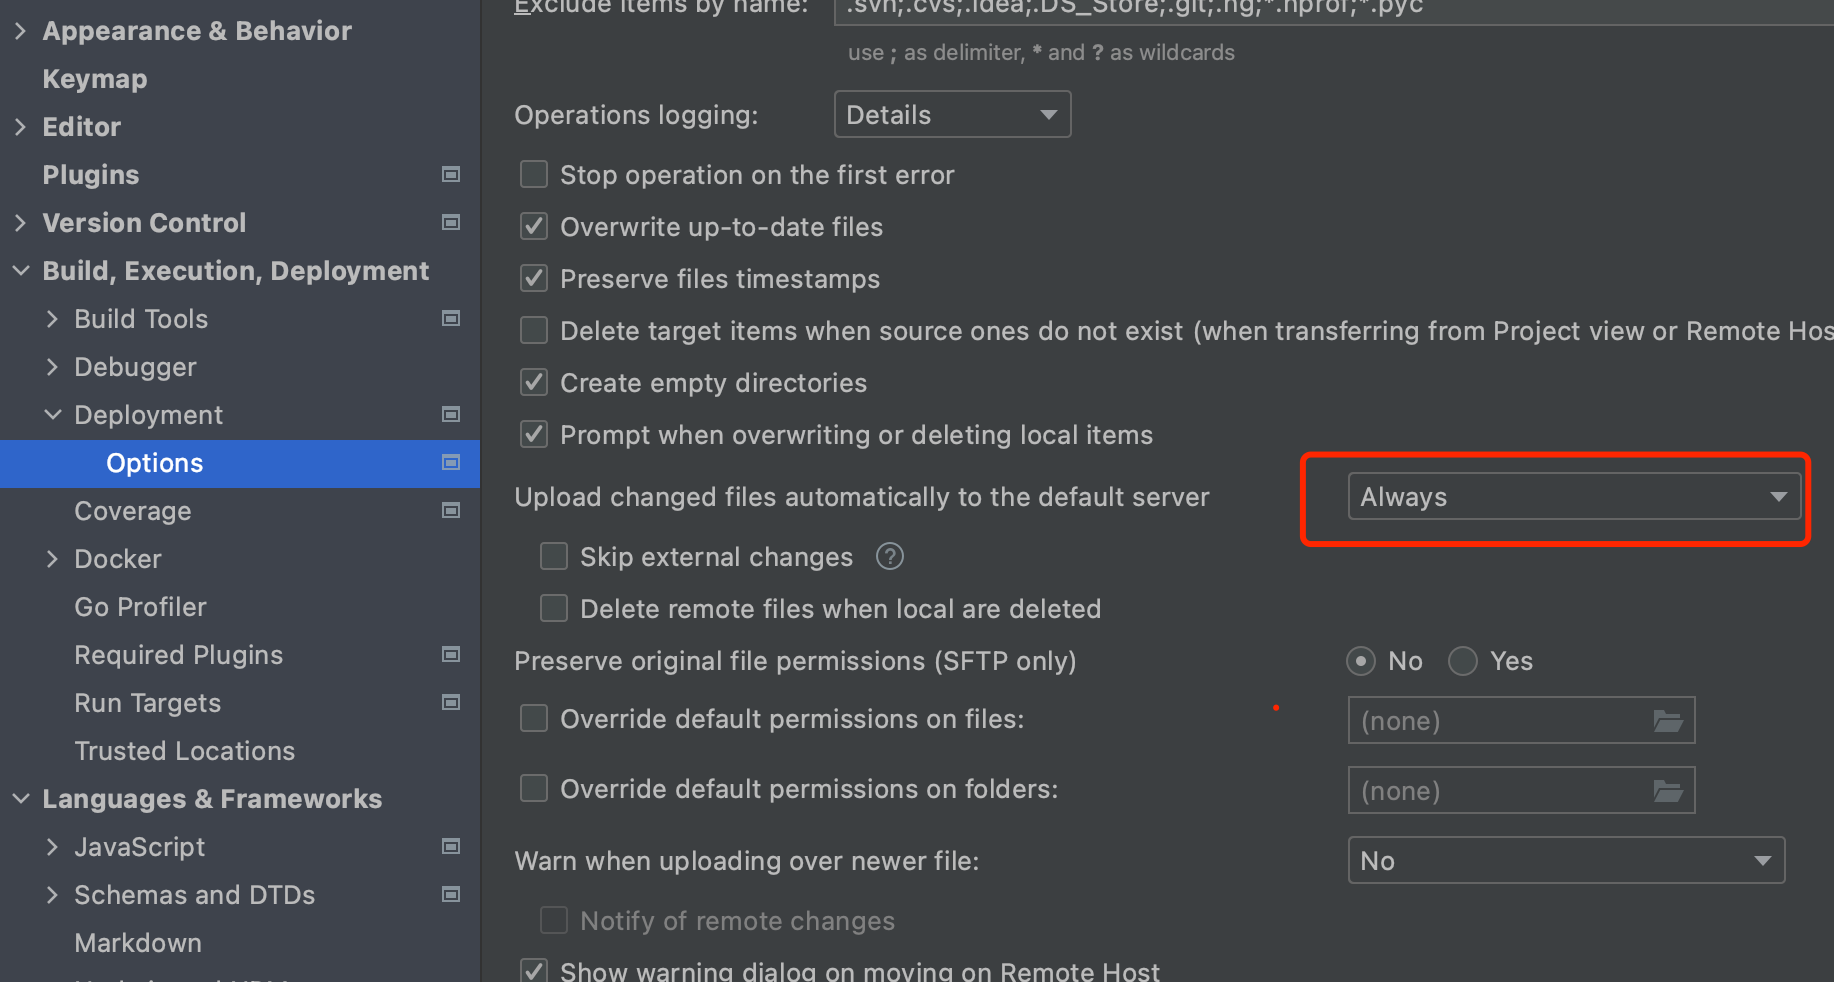 Appearance & Behavior
Keymap
Editor
Plugins
Version Control
Build, Execution, Deployment
Build Tools
Debugger
Deployment
Options
Coverage
Docker
Go Profiler
Required Plugins
Run Targets
Trusted Locations
Languages & Frameworks
JavaScript
Schemas and DTDs
Markdown
Exclude items by name: .svn;.cvs;.idea;.DS_Store;.git;.hg;*.hprof;*.pyc
use ; as delimiter, * and ? as wildcards
Operations logging: Details
Stop operation on the first error
Overwrite up-to-date files
Preserve files timestamps
Delete target items when source ones do not exist (when transferring from Project view or Remote Hos
Create empty directories
Prompt when overwriting or deleting local items
Upload changed files automatically to the default server Always
Skip external changes ?
Delete remote files when local are deleted
Preserve original file permissions (SFTP only) No Yes
Override default permissions on files: (none)
Override default permissions on folders: (none)
Warn when uploading over newer file: No
Notify of remote changes
Show warning dialog on moving on Remote Host